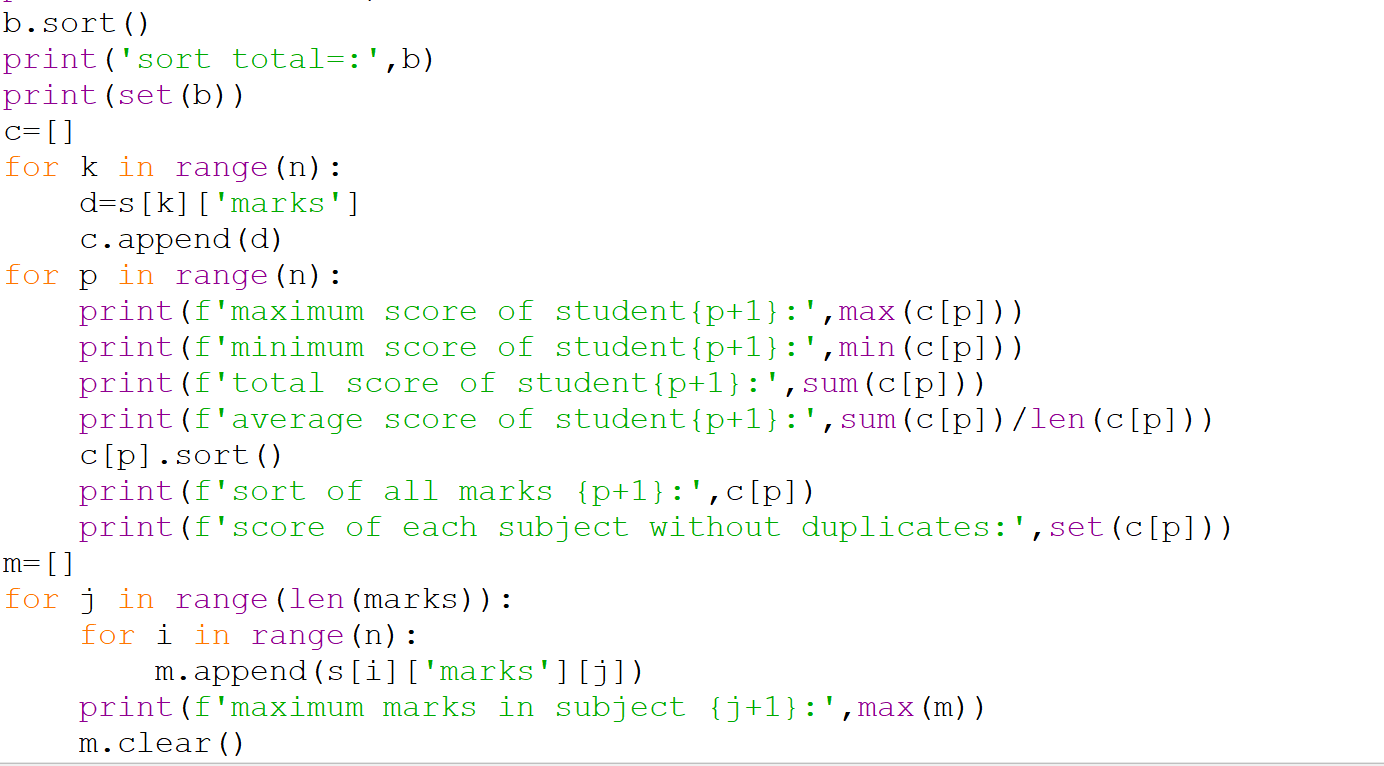 b.sort()
print('sort total=:',b)
print(set(b))
c=[]
for k in range(n):
    d=s[k]['marks']
    c.append(d)
for p in range(n):
    print(f'maximum score of student{p+1}:',max(c[p]))
    print(f'minimum score of student{p+1}:',min(c[p]))
    print(f'total score of student{p+1}:',sum(c[p]))
    print(f'average score of student{p+1}:',sum(c[p])/len(c[p]))
    c[p].sort()
    print(f'sort of all marks {p+1}:',c[p])
    print(f'score of each subject without duplicates:',set(c[p]))
m=[]
for j in range(len(marks)):
    for i in range(n):
        m.append(s[i]['marks'][j])
    print(f'maximum marks in subject {j+1}:',max(m))
    m.clear()